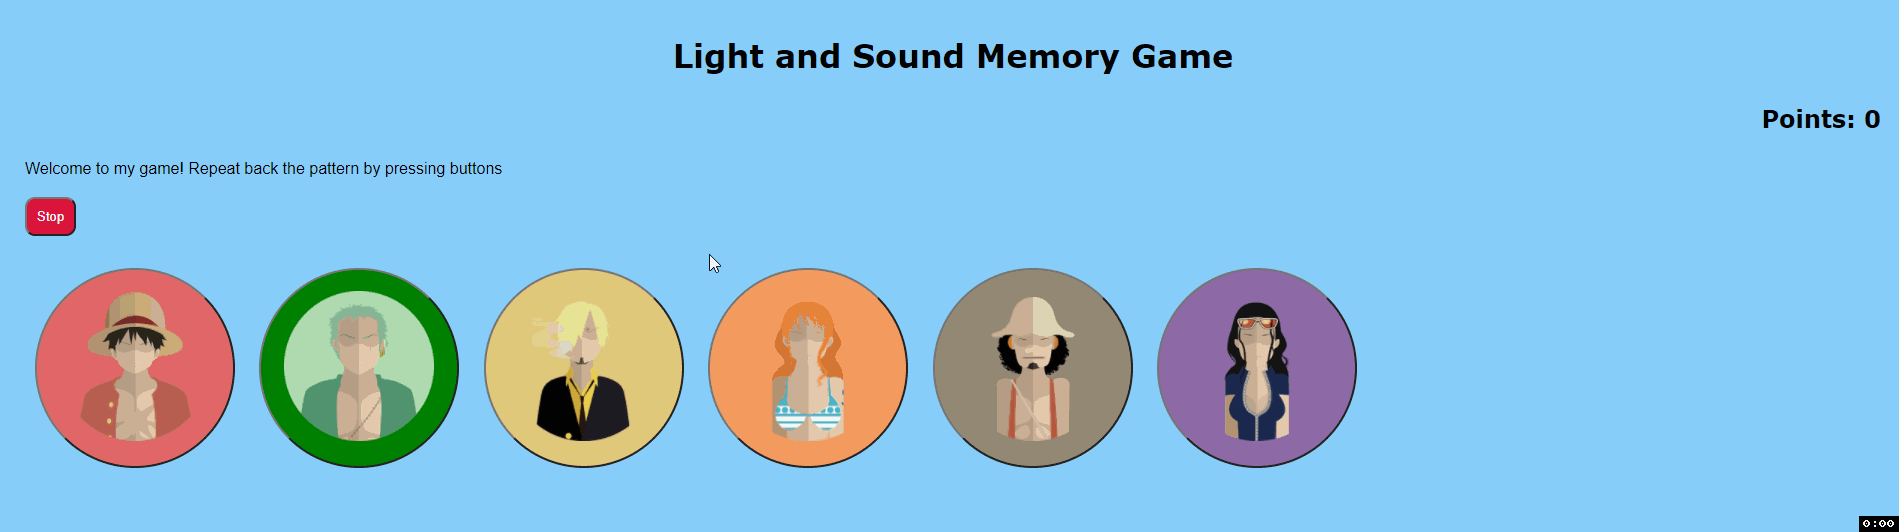 Light and Sound Memory Game
Points: 0
Welcome to my game! Repeat back the pattern by pressing buttons
Stop
0:00